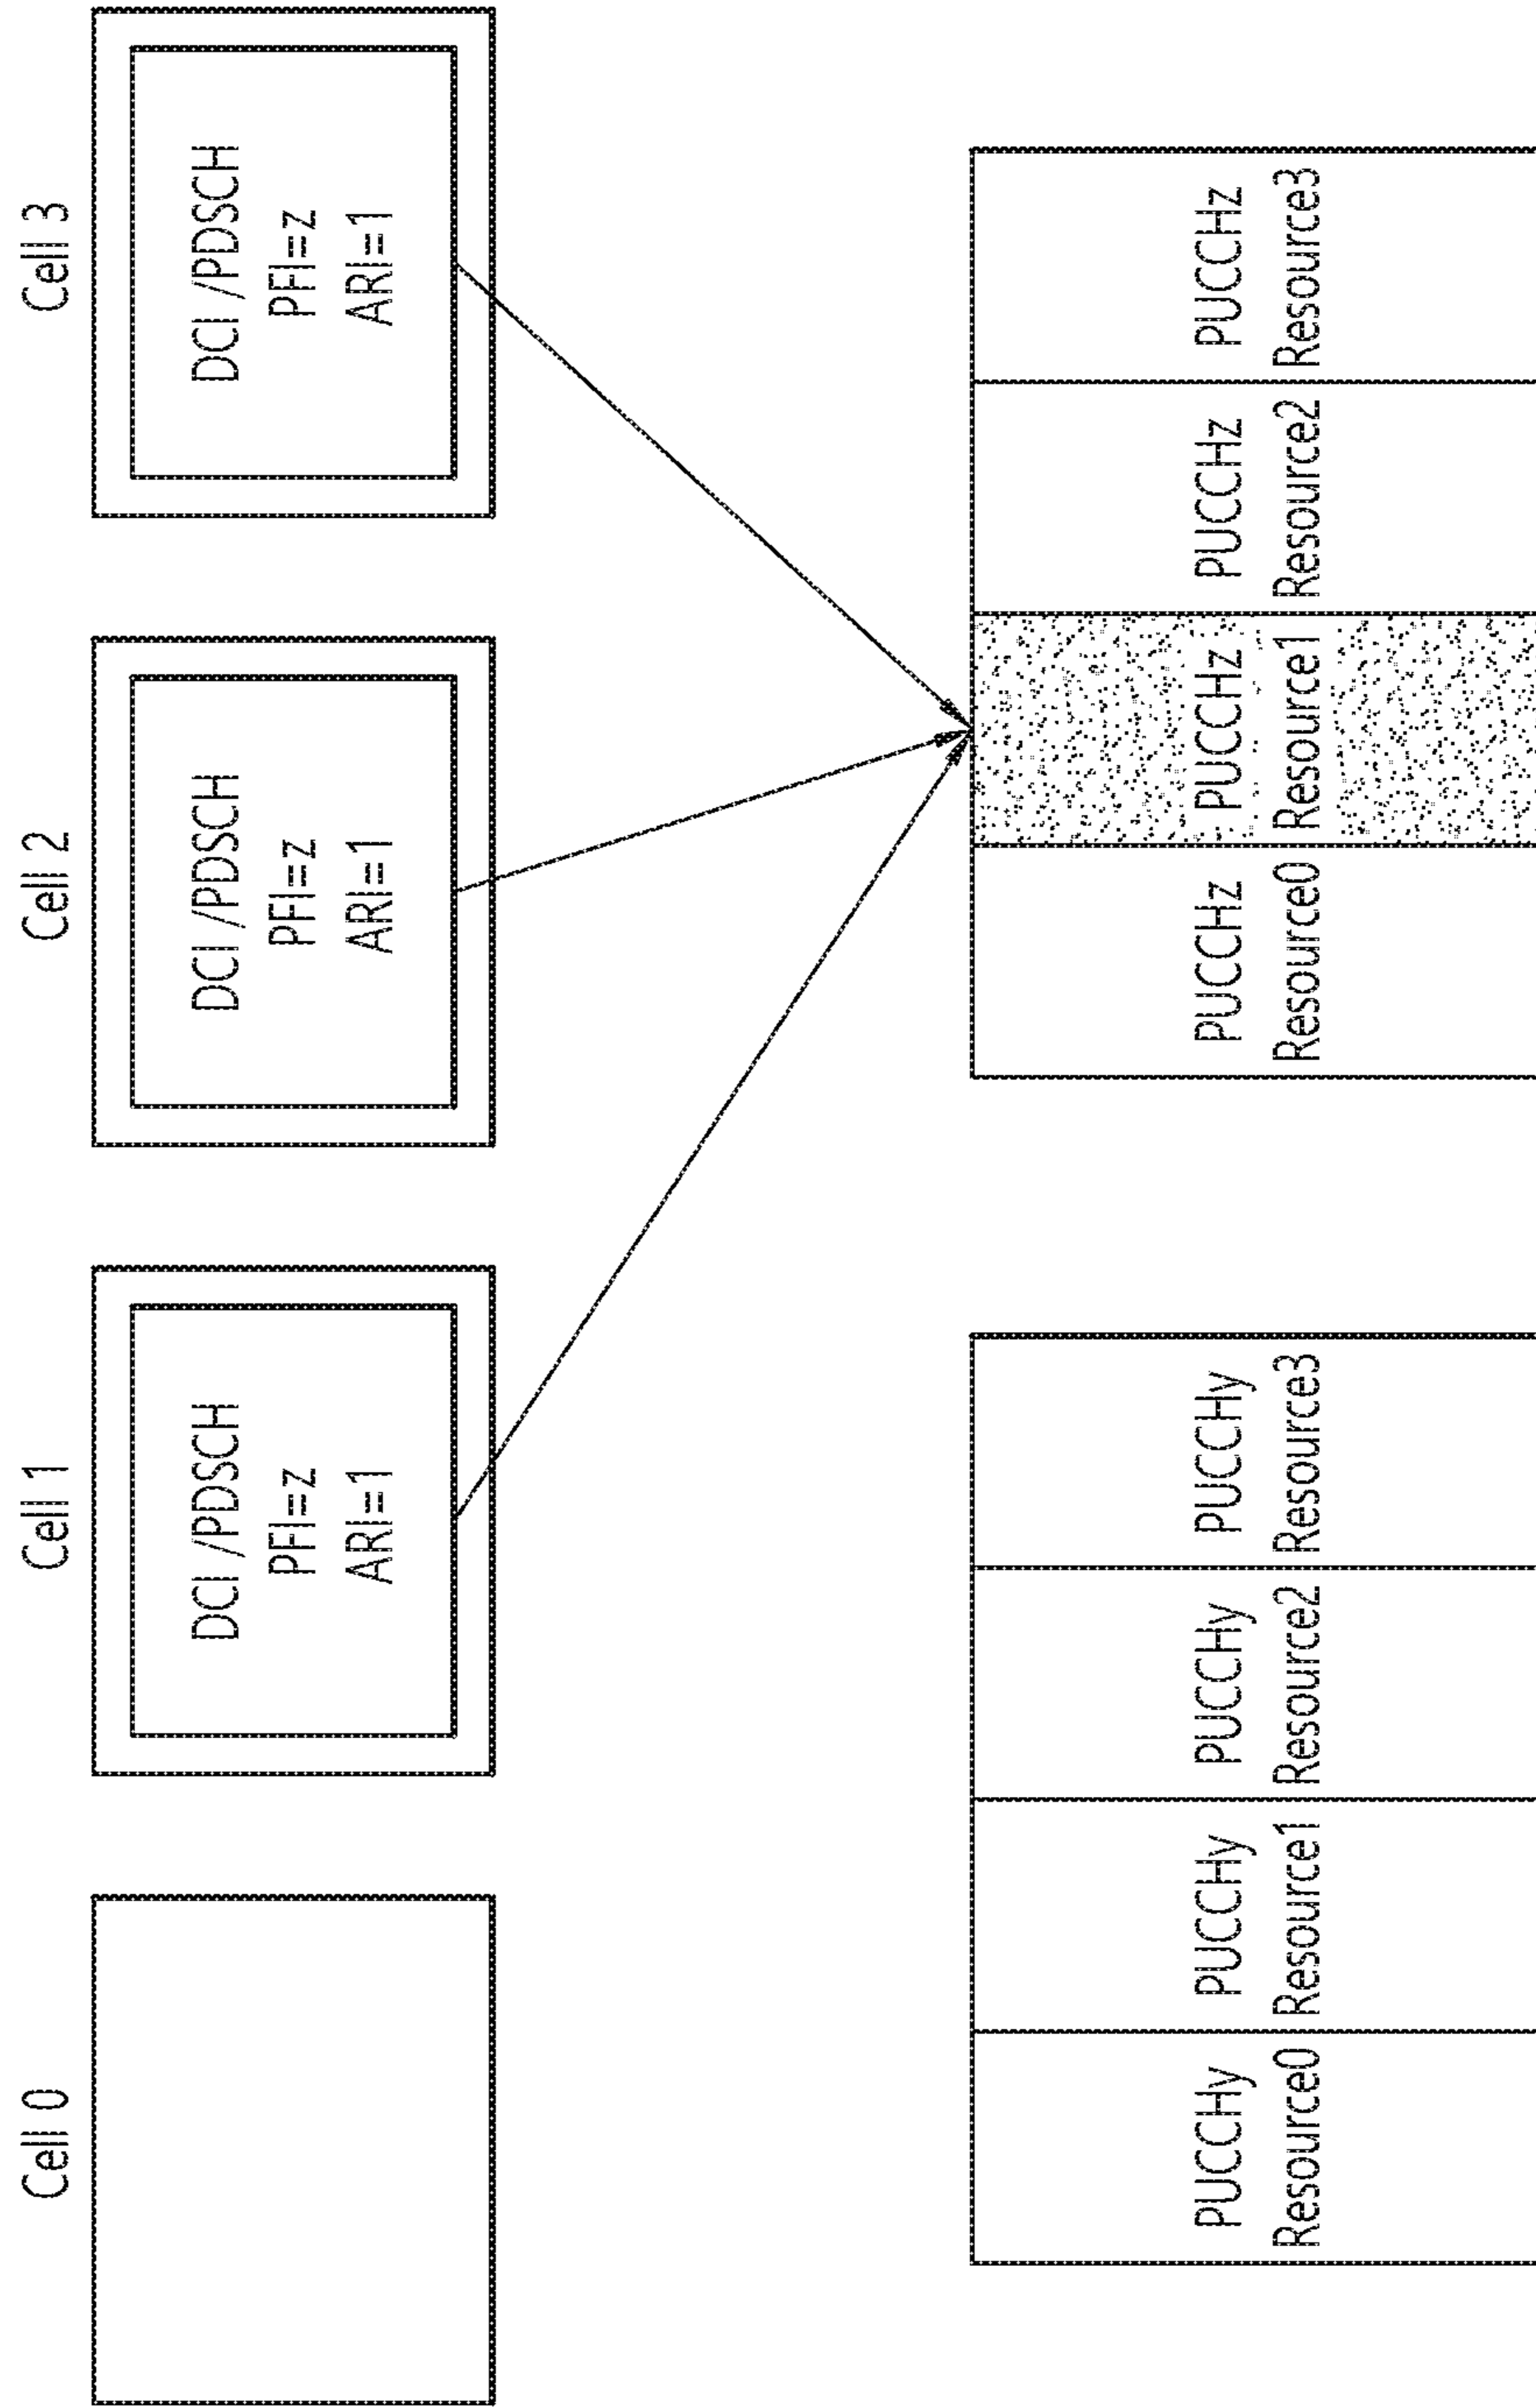 Cell 0
Cell 1
DCI /PDSCH
PFI=z
ARI=1
Cell 2
DCI /PDSCH
PFI=z
ARI=1
Cell 3
DCI /PDSCH
PFI=z
ARI=1
PUCCHy
Resource0
PUCCHy
Resource1
PUCCHy
Resource2
PUCCHy
Resource3
PUCCHz
Resource0
PUCCHz
Resource1
PUCCHz
Resource2
PUCCHz
Resource3